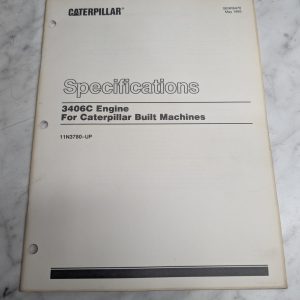 CATERPILLAR®
Specifications
3406C Engine
For Caterpillar Built Machines
11N3780-UP